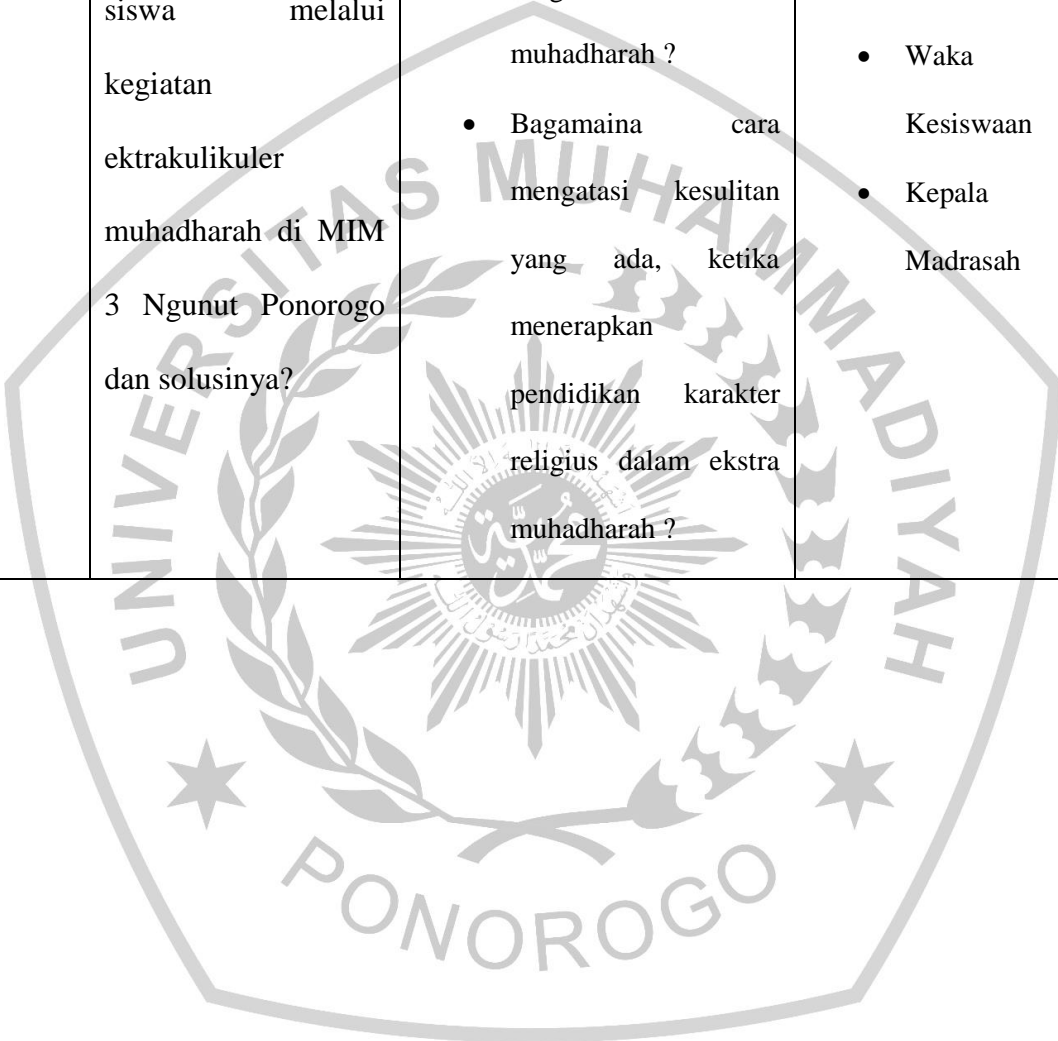 siswa melalui
kegiatan
ektrakulikuler
muhadharah di MIM
3 Ngunut Ponorogo
dan solusinya?
muhadharah ?
• Bagamaina cara
mengatasi kesulitan
yang ada, ketika
menerapkan
pendidikan karakter
religius dalam ekstra
muhadharah ?
• Waka
Kesiswaan
• Kepala
Madrasah
UNIVERSITAS MUHAMMADIYAH
PONOROGO